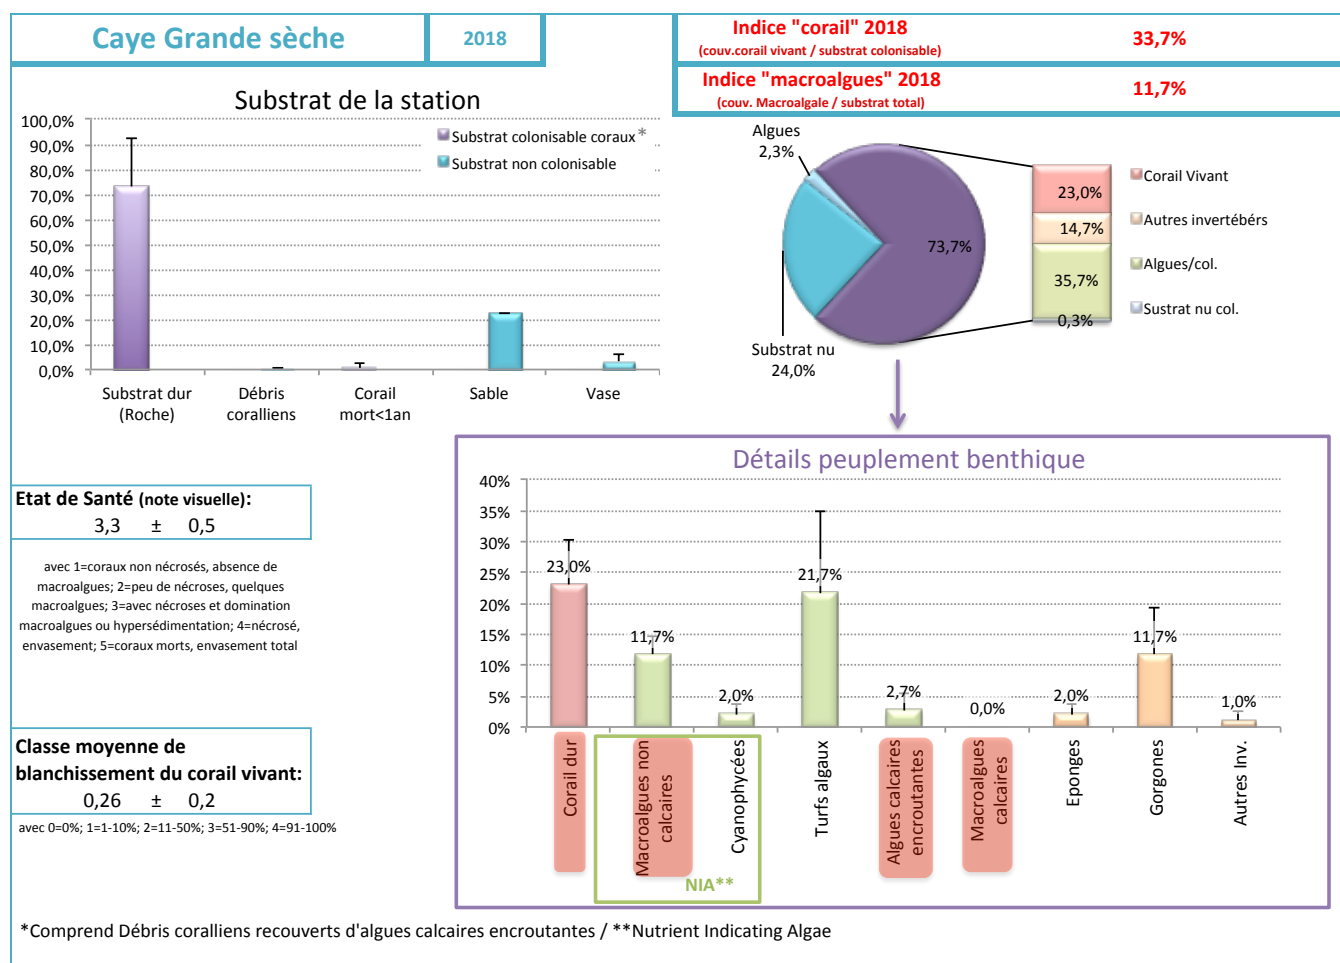 Caye Grande sèche
2018
Indice "corail" 2018
(couv.corail vivant / substrat colonisable)
33,7%
Indice "macroalgues" 2018
(couv. Macroalgale / substrat total)
11,7%
Substrat de la station
100,0%
90,0%
80,0%
70,0%
60,0%
50,0%
40,0%
30,0%
20,0%
10,0%
0,0%
Substrat colonisable coraux*
Substrat non colonisable
Substrat dur
(Roche)
Débris
coralliens
Corail
mort<1an
Sable
Vase
Algues
2,3%
73,7%
Substrat nu
24,0%
23,0%
14,7%
35,7%
0,3%
Corail Vivant
Autres invertébérs
Algues/col.
Sustrat nu col.
Etat de Santé (note visuelle):
3,3 ± 0,5
avec 1=coraux non nécrosés, absence de
macroalgues; 2=peu de nécroses, quelques
macroalgues; 3=avec nécroses et domination
macroalgues ou hypersédimentation; 4=nécrosé,
envasement; 5=coraux morts, envasement total
Classe moyenne de
blanchissement du corail vivant:
0,26 ± 0,2
avec 0=0%; 1=1-10%; 2=11-50%; 3=51-90%; 4=91-100%
Détails peuplement benthique
40%
35%
30%
25%
20%
15%
10%
5%
0%
23,0%
11,7%
2,0%
21,7%
2,7%
0,0%
2,0%
11,7%
1,0%
Corail dur
Macroalgues non
calcaires
Cyanophycées
Turfs algaux
Algues calcaires
encroutantes
Macroalgues
calcaires
Eponges
Gorgones
Autres Inv.
NIA**
*Comprend Débris coralliens recouverts d'algues calcaires encroutantes / **Nutrient Indicating Algae